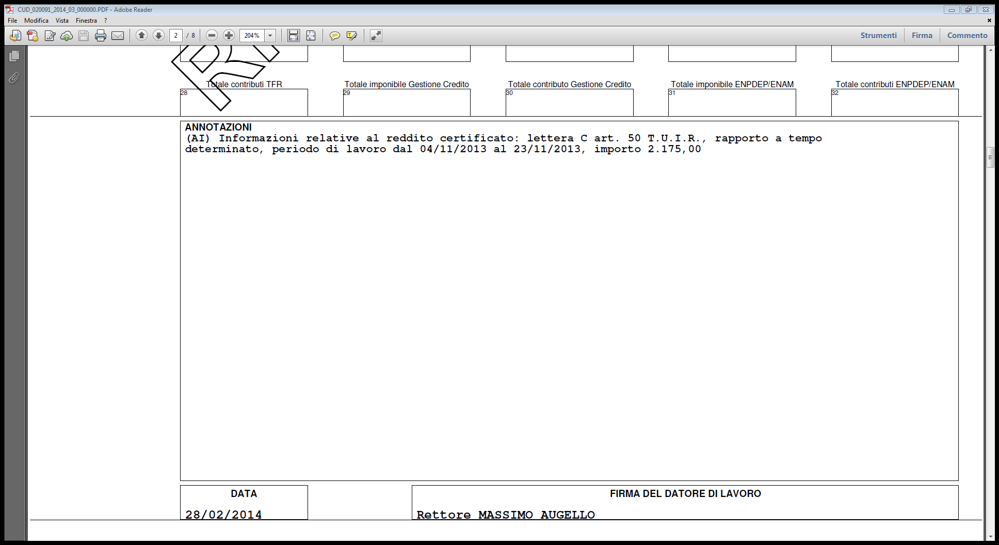 CUD_020091_2014_03_000000.PDF - Adobe Reader
File Modifica Vista Finestra ?
2 / 8 204% Strumenti Firma Commento
R
Totale contributi TFR Totale imponibile Gestione Credito Totale contributo Gestione Credito Totale imponibile ENPDEP/ENAM Totale contributi ENPDEP/ENAM
28 29 30 31 32
ANNOTAZIONI
(AI) Informazioni relative al reddito certificato: lettera C art. 50 T.U.I.R., rapporto a tempo
determinato, periodo di lavoro dal 04/11/2013 al 23/11/2013, importo 2.175,00
DATA FIRMA DEL DATORE DI LAVORO
28/02/2014 Rettore MASSIMO AUGELLO